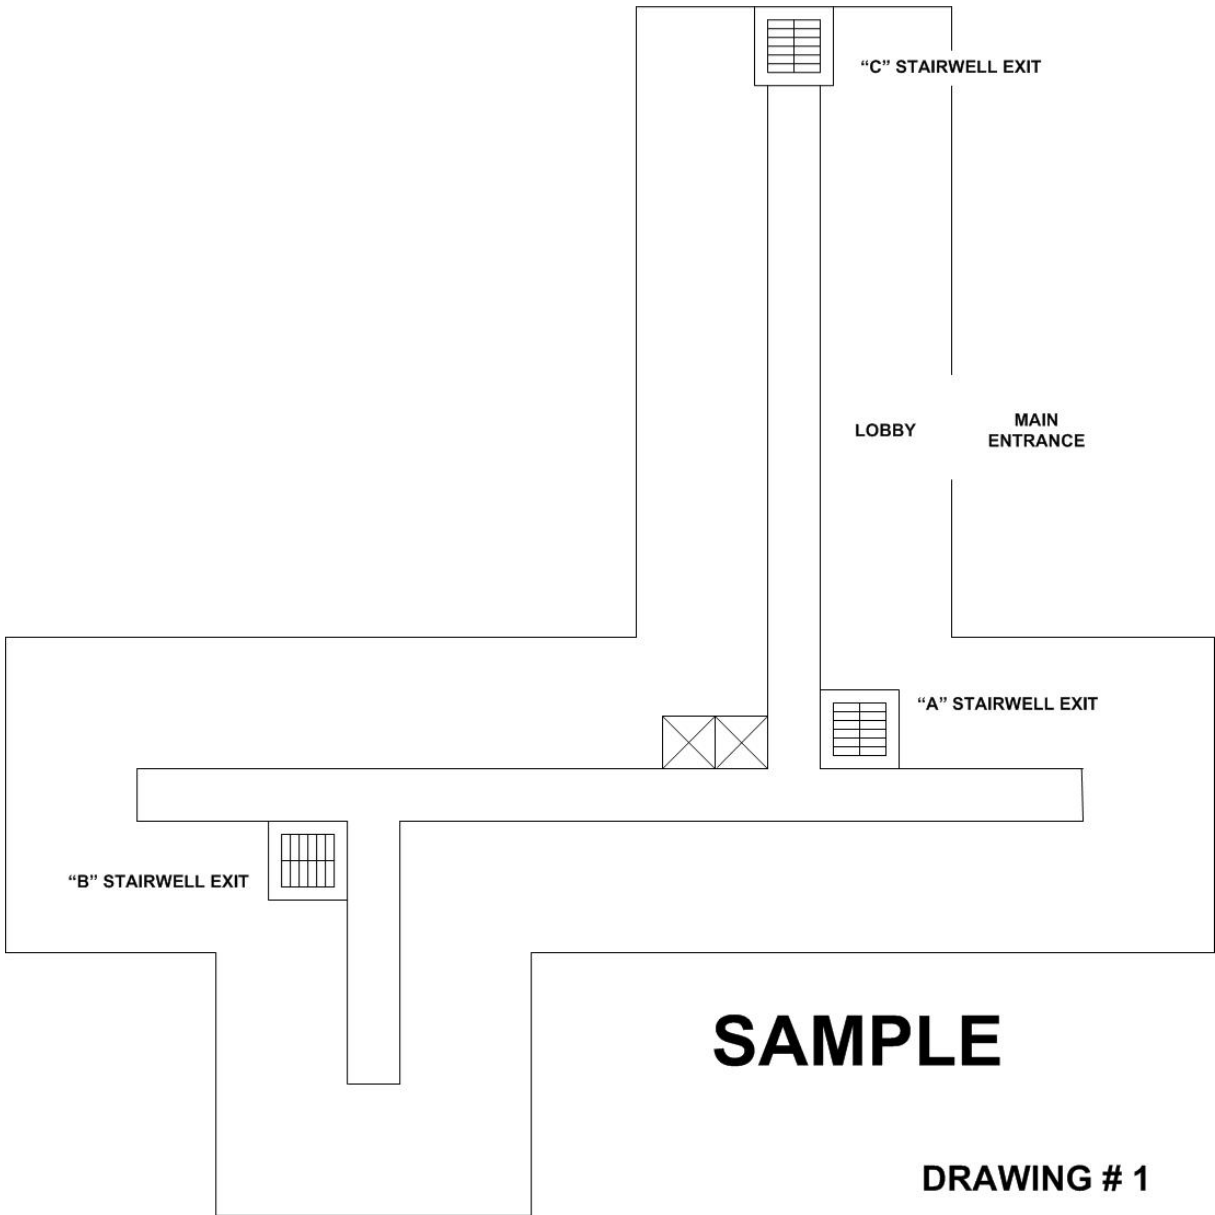 “C” STAIRWELL EXIT
LOBBY
MAIN
ENTRANCE
“A” STAIRWELL EXIT
“B” STAIRWELL EXIT
SAMPLE
DRAWING # 1